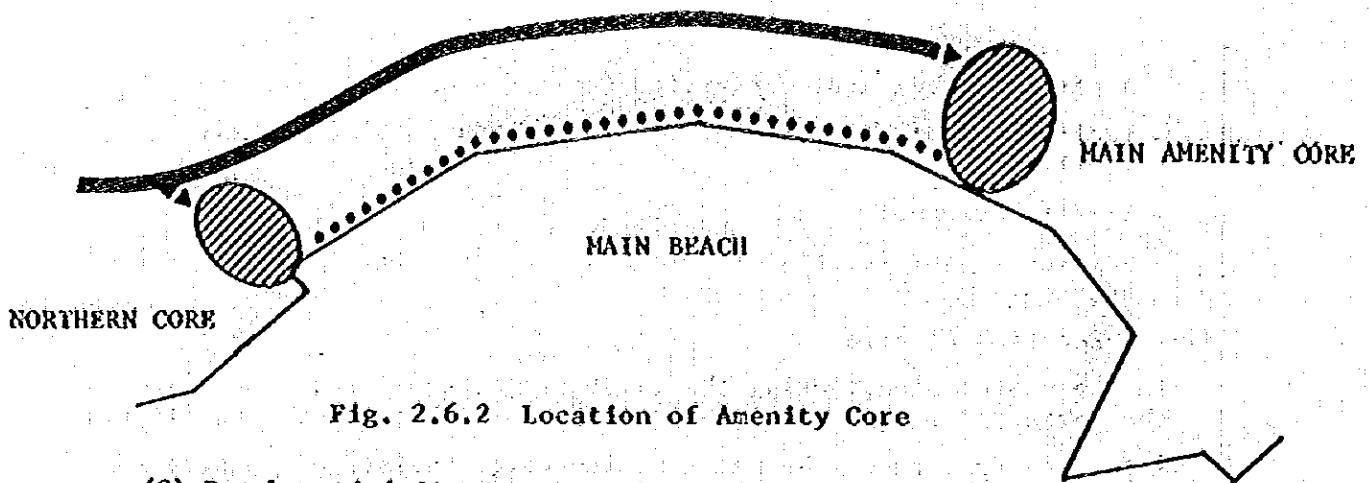 MAIN AMENITY CORE
MAIN BEACH
NORTHERN CORE
Fig. 2.6.2 Location of Amenity Core